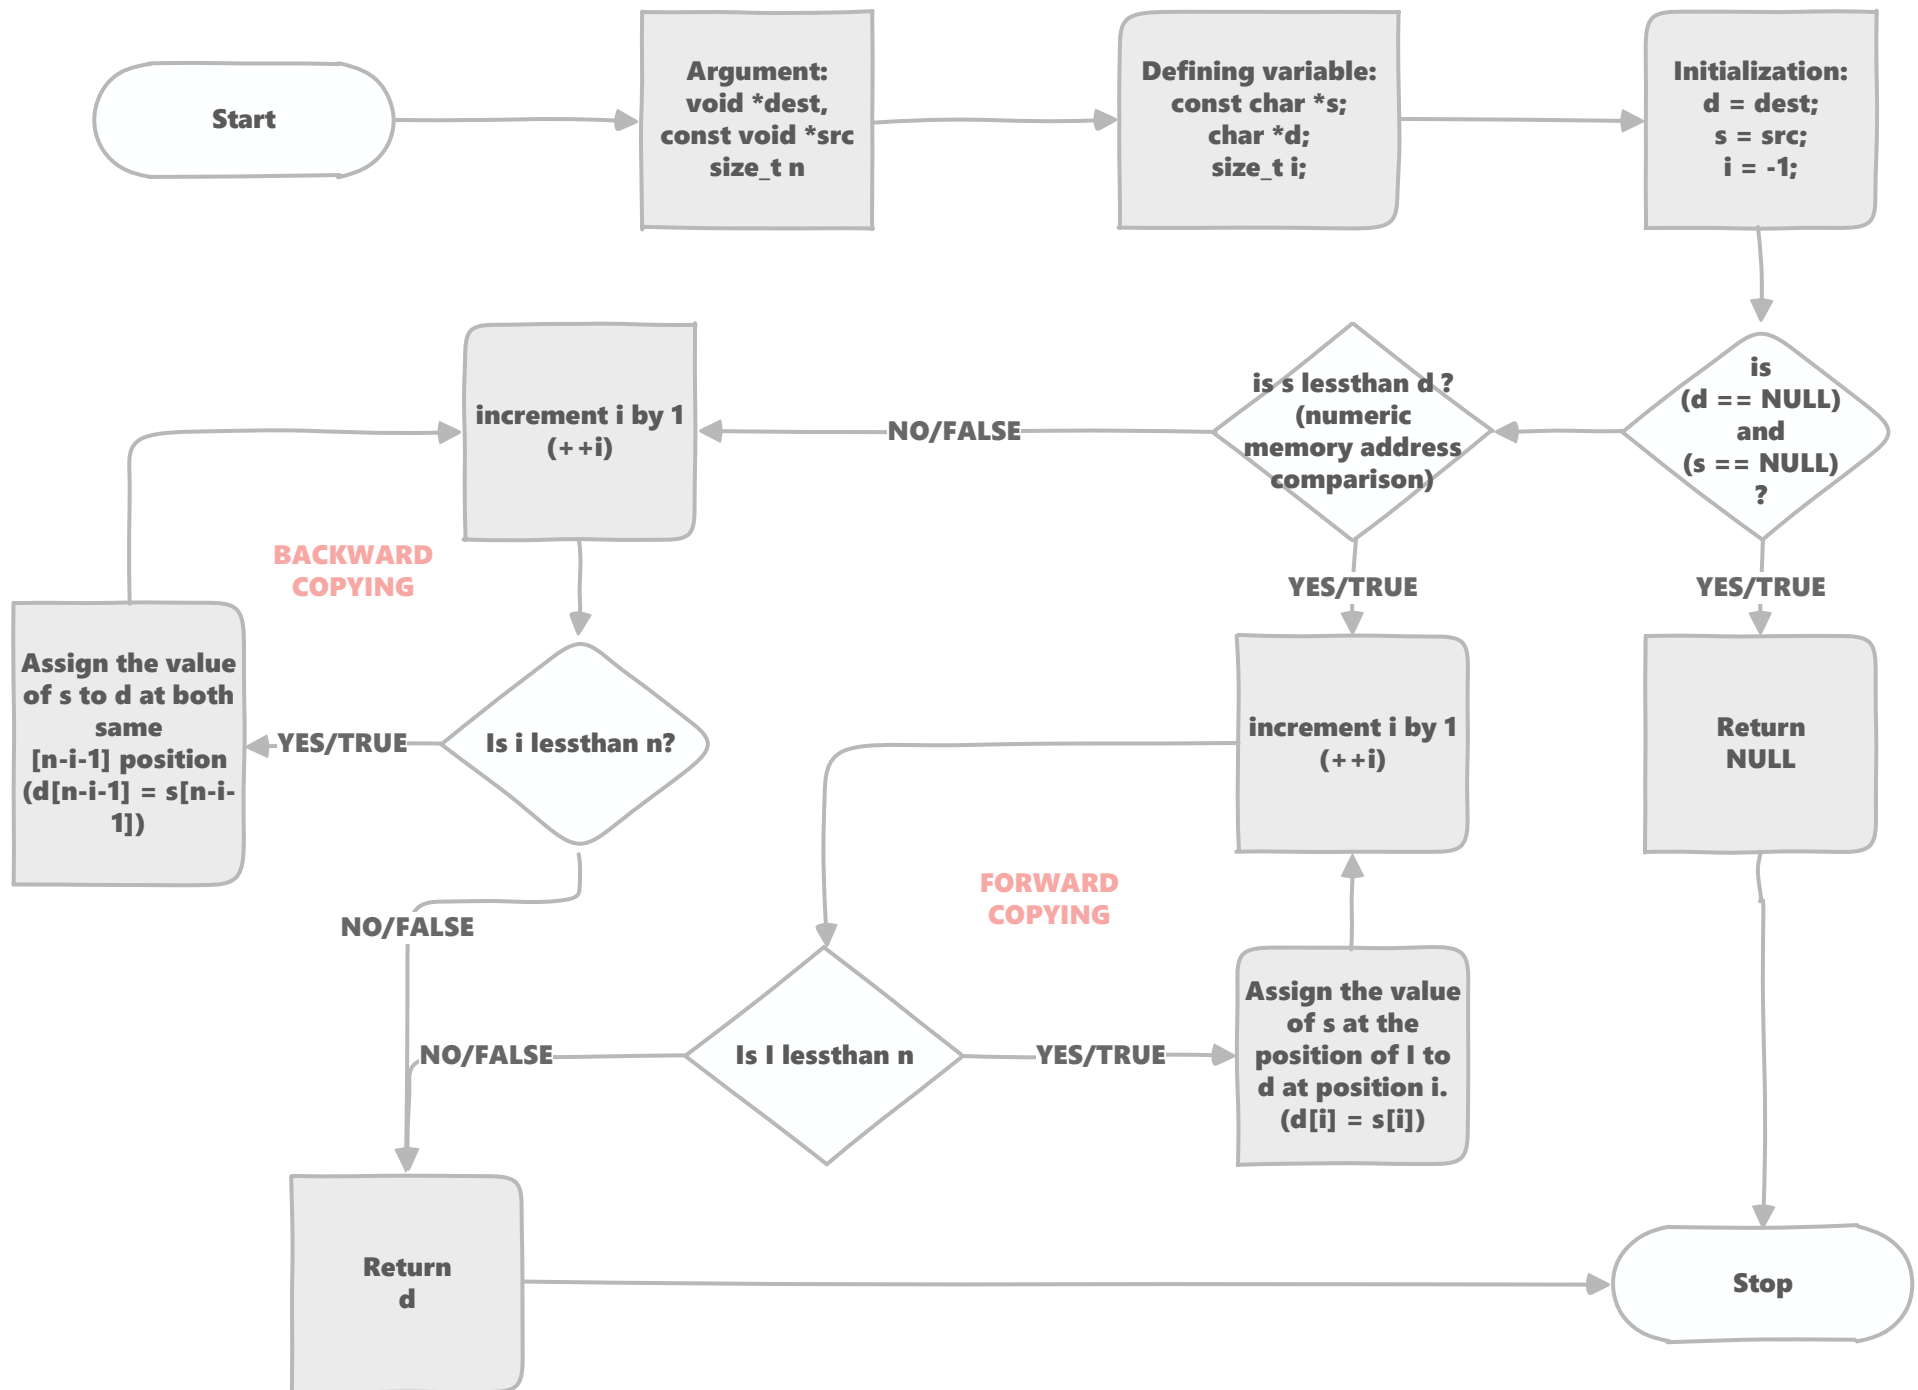 Start
Argument:
void *dest,
const void *src
size_t n
Defining variable:
const char *s;
char *d;
size_t i;
Initialization:
d = dest;
s = src;
i = -1;
increment i by 1
(++i)
NO/FALSE
is s lessthan d ?
(numeric
memory address
comparison)
is
(d == NULL)
and
(s == NULL)
?
BACKWARD
COPYING
YES/TRUE
YES/TRUE
Assign the value
of s to d at both
same
[n-i-1] position
(d[n-i-1] = s[n-i-
1])
YES/TRUE
Is i lessthan n?
increment i by 1
(++i)
Return
NULL
NO/FALSE
FORWARD
COPYING
NO/FALSE
Is I lessthan n
YES/TRUE
Assign the value
of s at the
position of I to
d at position i.
(d[i] = s[i])
Return
d
Stop